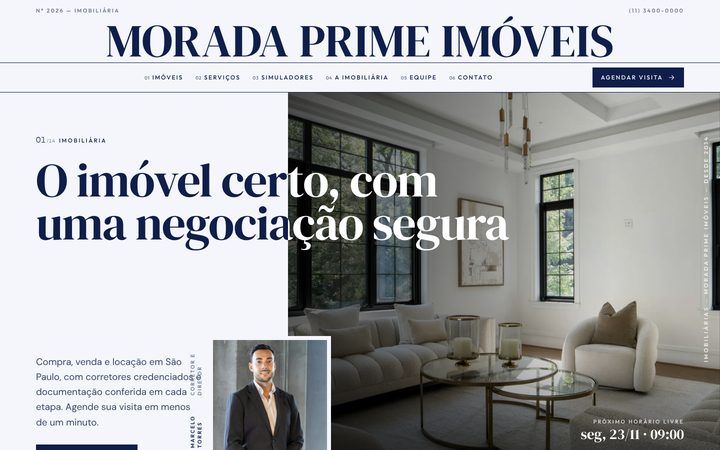 Nº 2026 — IMOBILIÁRIA
(11) 3400-0000
MORADA PRIME IMÓVEIS
01 IMÓVEIS
02 SERVIÇOS
03 SIMULADORES
04 A IMOBILIÁRIA
05 EQUIPE
06 CONTATO
AGENDAR VISITA →
01/14 IMOBILIÁRIA
O imóvel certo, com
uma negociação segura
Compra, venda e locação em São
Paulo, com corretores credenciados e
documentação conferida em cada
etapa. Agende sua visita em menos
de um minuto.
MARCELO
TORRES
CORRETOR E
DIRETOR
IMOBILIÁRIAS · MORADA PRIME IMÓVEIS — DESDE 2014
PRÓXIMO HORÁRIO LIVRE
seg, 23/11 · 09:00